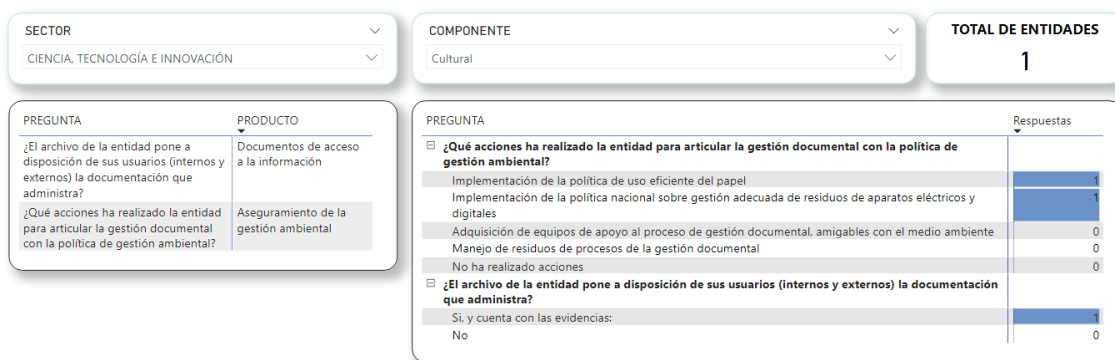 SECTOR
CIENCIA, TECNOLOGÍA E INNOVACIÓN
COMPONENTE
Cultural
TOTAL DE ENTIDADES
1
PREGUNTA PRODUCTO
¿El archivo de la entidad pone a Documentos de acceso
disposición de sus usuarios (internos y a la información
externos) la documentación que
administra?
¿Qué acciones ha realizado la entidad Aseguramiento de la
para articular la gestión documental gestión ambiental
con la política de gestión ambiental?
PREGUNTA Respuestas
¿Qué acciones ha realizado la entidad para articular la gestión documental con la política de
gestión ambiental?
Implementación de la política de uso eficiente del papel 1
Implementación de la política nacional sobre gestión adecuada de residuos de aparatos eléctricos y 1
digitales
Adquisición de equipos de apoyo al proceso de gestión documental, amigables con el medio ambiente 0
Manejo de residuos de procesos de la gestión documental 0
No ha realizado acciones 0
¿El archivo de la entidad pone a disposición de sus usuarios (internos y externos) la documentación
que administra?
Si, y cuenta con las evidencias: 1
No 0